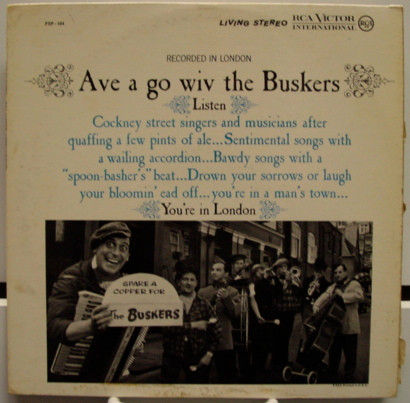 FSP-104
LIVING STEREO
RCA VICTOR
INTERNATIONAL
RCA
RECORDED IN LONDON
Ave a go wiv the Buskers
Listen
Cockney street singers and musicians after
quaffing a few pints of ale...Sentimental songs with
a wailing accordion...Bawdy songs with a
"spoon-basher's" beat...Drown your sorrows or laugh
your bloomin' ead off...you're in a man's town...
You're in London
SPARE A
COPPER FOR
The BUSKERS